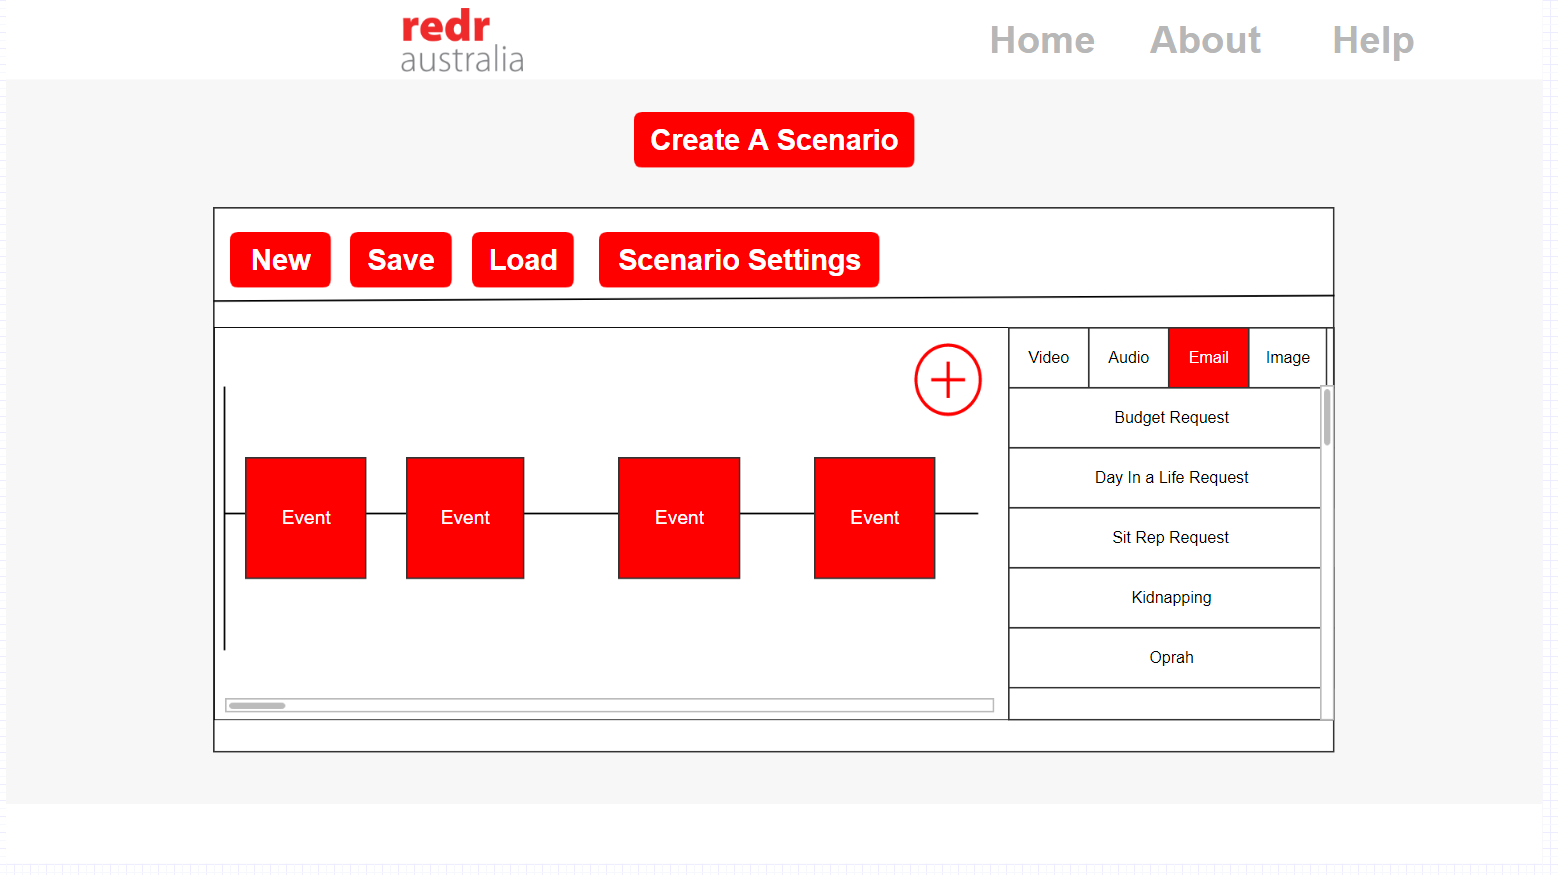 redr
australia
Home About Help
Create A Scenario
New Save Load Scenario Settings
Video Audio Email Image
Budget Request
Day In a Life Request
Sit Rep Request
Kidnapping
Oprah
Event Event Event Event